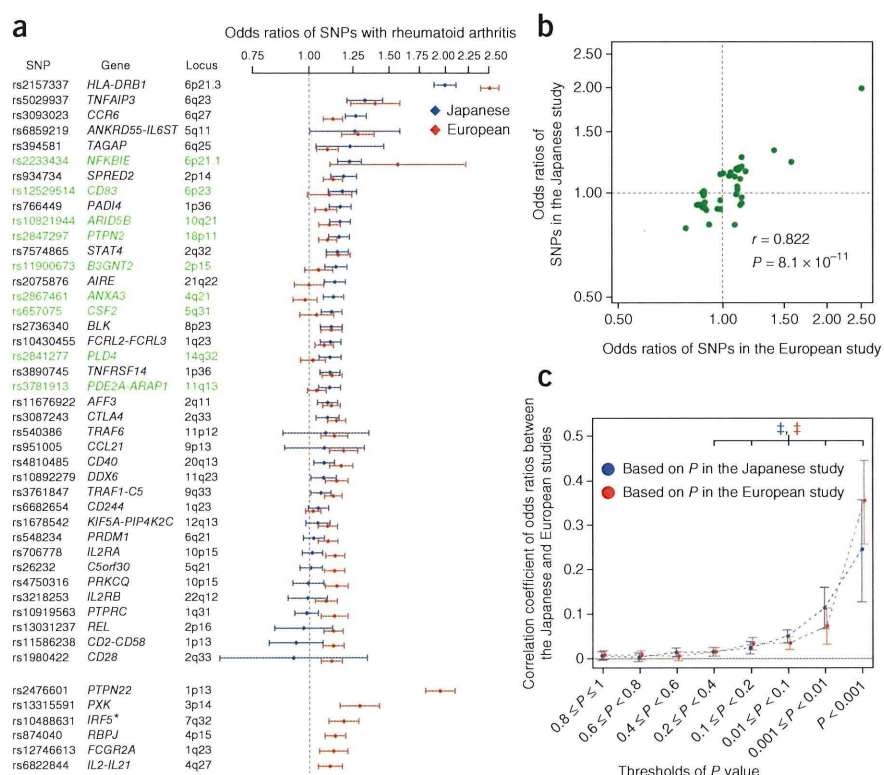 a
Odds ratios of SNPs with rheumatoid arthritis
SNP Gene Locus
0.75 1.00 1.25 1.50 1.75 2.00 2.25 2.50
rs2157337 HLA-DRB1 6p21.3
rs5029937 TNFAIP3 6q23
rs3093023 CCR6 6q27
rs6859219 ANKRD55-IL6ST 5q11
rs394581 TAGAP 6q25
rs2233434 NFKBIE 6p21.1
rs934734 SPRED2 2p14
rs12529514 CD83 6p23
rs766449 PADI4 1p36
rs10821944 ARID5B 10q21
rs2847297 PTPN2 18p11
rs7574865 STAT4 2q32
rs11900673 B3GNT2 2p15
rs2075876 AIRE 21q22
rs2867461 ANXA3 4q21
rs657075 CSF2 5q31
rs2736340 BLK 8p23
rs10430455 FCRL2-FCRL3 1q23
rs2841277 PLD4 14q32
rs3890745 TNFRSF14 1p36
rs3781913 PDE2A-ARAP1 11q13
rs11676922 AFF3 2q11
rs3087243 CTLA4 2q33
rs540386 TRAF6 11p12
rs951005 CCL21 9p13
rs4810485 CD40 20q13
rs10892279 DDX6 11q23
rs3761847 TRAF1-C5 9q33
rs6682654 CD244 1q23
rs1678542 KIF5A-PIP4K2C 12q13
rs548234 PRDM1 6q21
rs706778 IL2RA 10p15
rs26232 C5orf30 5q21
rs4750316 PRKCQ 10p15
rs3218253 IL2RB 22q12
rs10919563 PTPRC 1q31
rs13031237 REL 2p16
rs11586238 CD2-CD58 1p13
rs1980422 CD28 2q33
rs2476601 PTPN22 1p13
rs13315591 PXK 3p14
rs10488631 IRF5* 7q32
rs874040 RBPJ 4p15
rs12746613 FCGR2A 1q23
rs6822844 IL2-IL21 4q27
Japanese
European
b
Odds ratios of
SNPs in the Japanese study
2.50
2.00
1.50
1.00
0.50
r = 0.822
P = 8.1 × 10−11
0.50 1.00 1.50 2.00 2.50
Odds ratios of SNPs in the European study
c
Correlation coefficient of odds ratios between
the Japanese and European studies
0.5
0.4
0.3
0.2
0.1
0
‡, ‡
Based on P in the Japanese study
Based on P in the European study
0.8 ≤ P ≤ 1
0.6 ≤ P < 0.8
0.4 ≤ P < 0.6
0.2 ≤ P < 0.4
0.1 ≤ P < 0.2
0.01 ≤ P < 0.1
0.001 ≤ P < 0.01
P < 0.001
Thresholds of P value